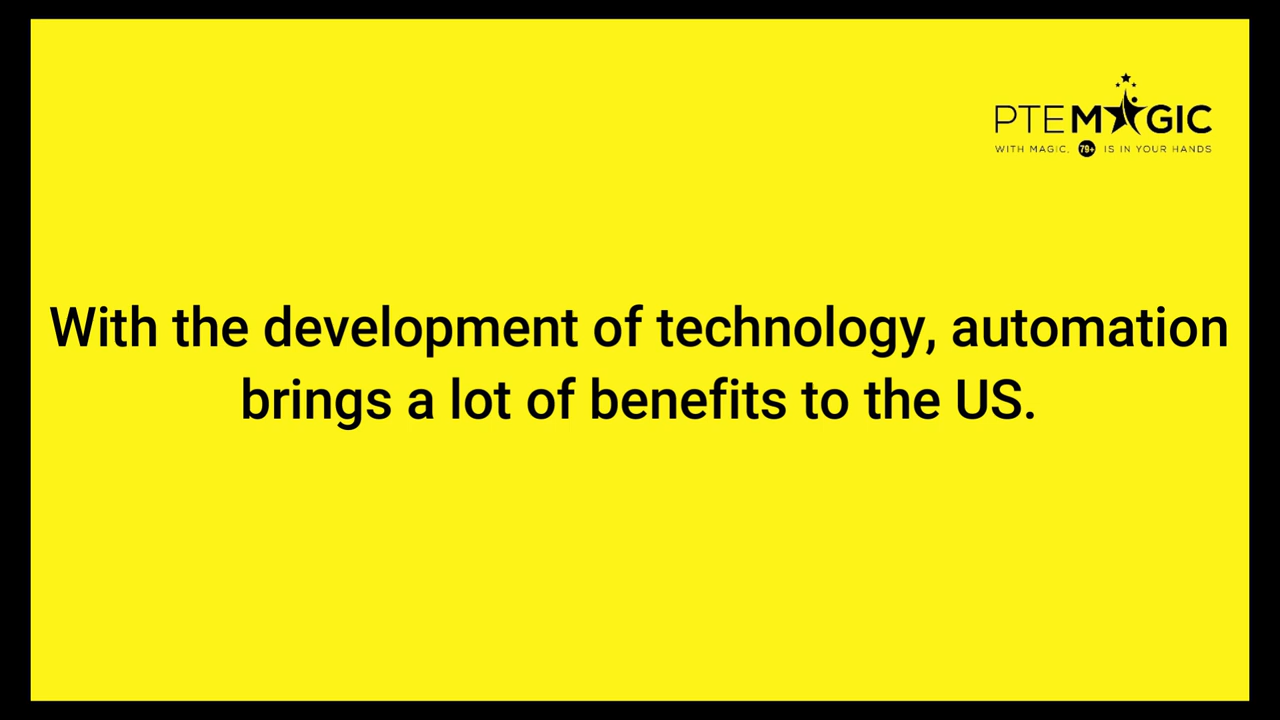 PTEMAGIC
WITH MAGIC, 79+ IS IN YOUR HANDS
With the development of technology, automation
brings a lot of benefits to the US.